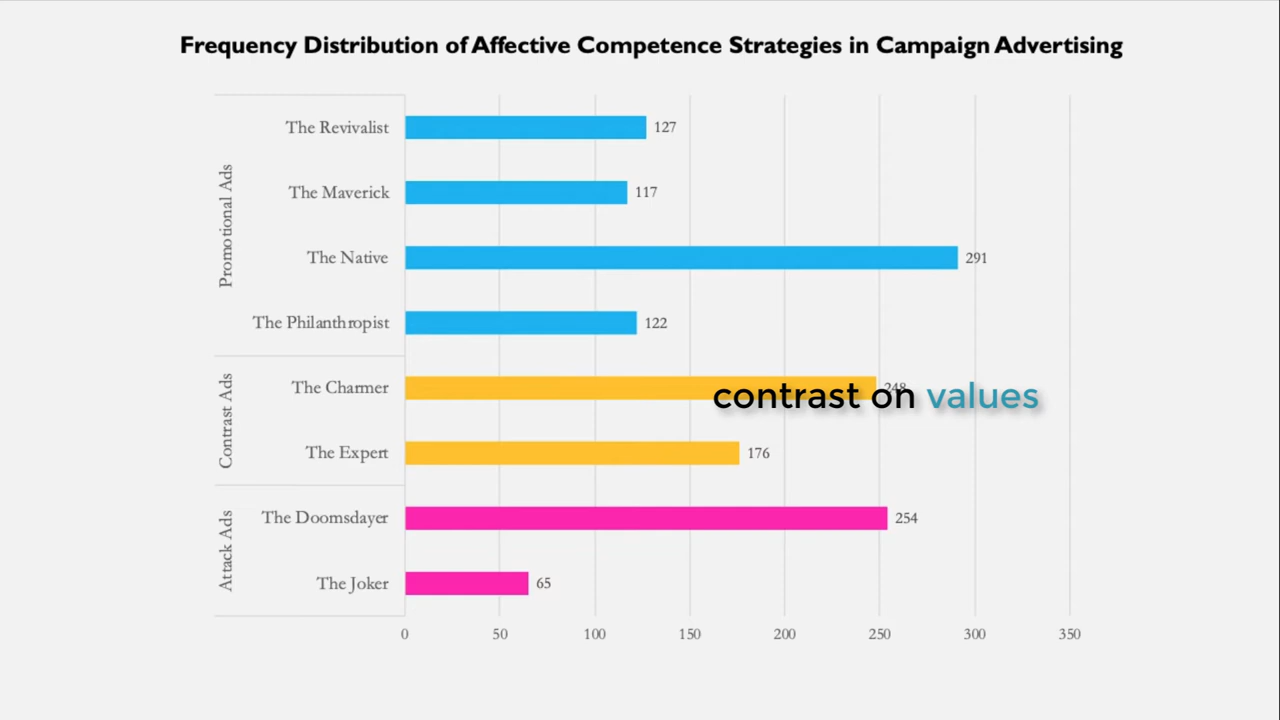 Frequency Distribution of Affective Competence Strategies in Campaign Advertising
Promotional Ads
The Revivalist 127
The Maverick 117
The Native 291
The Philanthropist 122
Contrast Ads
The Charmer 248
contrast on values
The Expert 176
Attack Ads
The Doomsdayer 254
The Joker 65
0 50 100 150 200 250 300 350